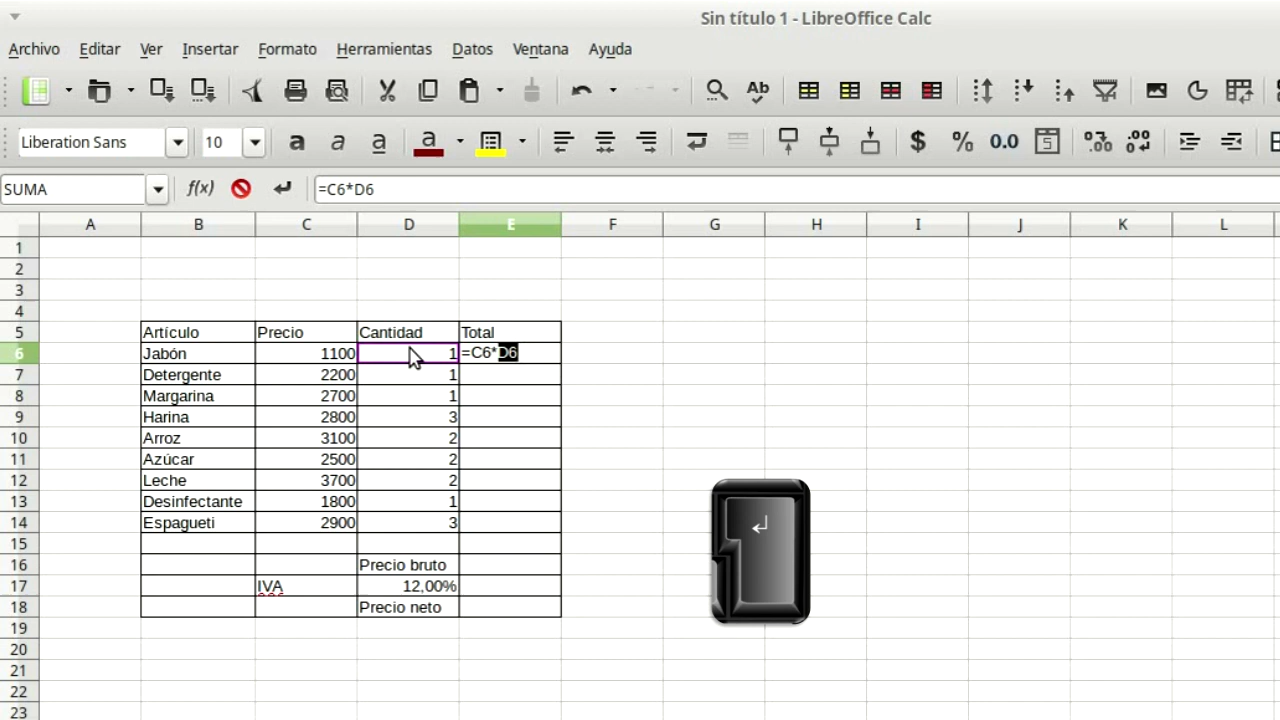 Sin título 1 - LibreOffice Calc
Archivo Editar Ver Insertar Formato Herramientas Datos Ventana Ayuda
Liberation Sans 10 a a a a $ % 0.0
SUMA f(x) =C6*D6
A B C D E F G H I J K L
1
2
3
4
5 Artículo Precio Cantidad Total
6 Jabón 1100 1 =C6*D6
7 Detergente 2200 1
8 Margarina 2700 1
9 Harina 2800 3
10 Arroz 3100 2
11 Azúcar 2500 2
12 Leche 3700 2
13 Desinfectante 1800 1
14 Espagueti 2900 3
15
16 Precio bruto
17 IVA 12,00%
18 Precio neto
19
20
21
22
23